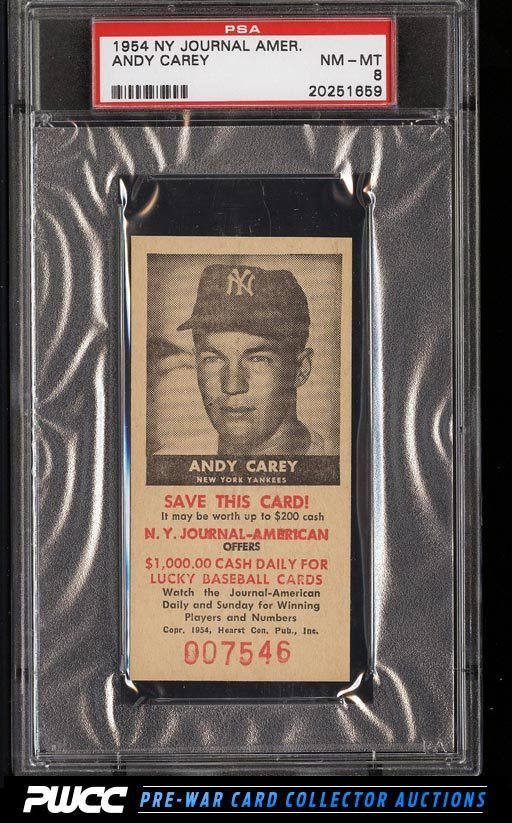 PSA
1954 NY JOURNAL AMER. NM – MT
ANDY CAREY 8
20251659
NY
ANDY CAREY
NEW YORK YANKEES
SAVE THIS CARD!
It may be worth up to $200 cash
N.Y. JOURNAL-AMERICAN
OFFERS
$1,000.00 CASH DAILY FOR
LUCKY BASEBALL CARDS
Watch the Journal-American
Daily and Sunday for Winning
Players and Numbers
Copr. 1954, Hearst Con. Pub., Inc.
007546
PWCC PRE-WAR CARD COLLECTOR AUCTIONS